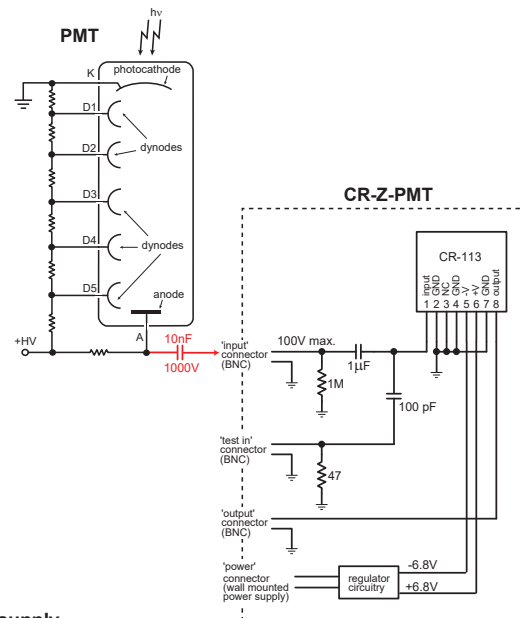 hν
PMT
K
photocathode
D1
D2
dynodes
D3
D4
dynodes
D5
anode
A
+HV
10nF
1000V
CR-Z-PMT
CR-113
input
GND
NC
GND
-V
+V
GND
output
1 2 3 4 5 6 7 8
'input'
connector
(BNC)
100V max.
1µF
1M
100 pF
'test in'
connector
(BNC)
47
'output'
connector
(BNC)
'power'
connector
(wall mounted
power supply)
regulator
circuitry
-6.8V
+6.8V